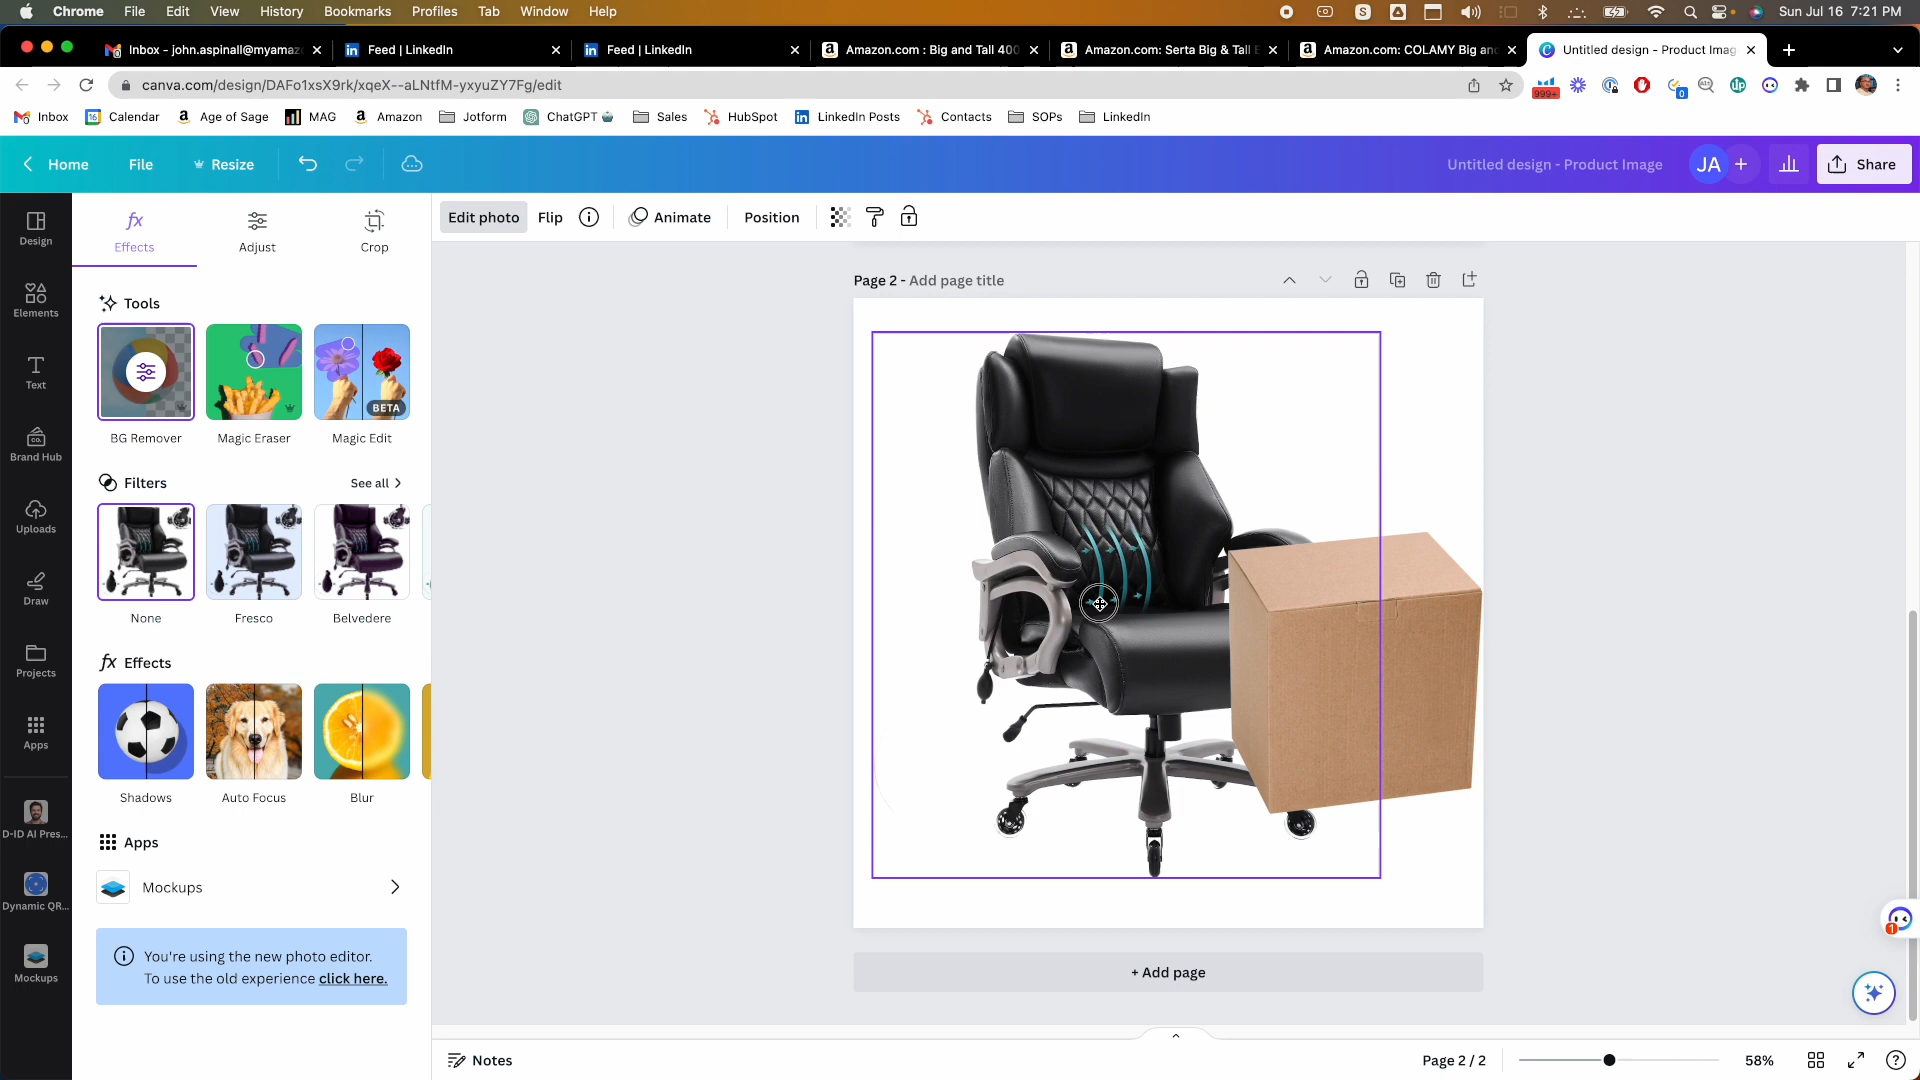 Chrome File Edit View History Bookmarks Profiles Tab Window Help
Sun Jul 16 7:21 PM
Inbox - john.aspinall@myamaz
Feed | LinkedIn
Feed | LinkedIn
Amazon.com : Big and Tall 400
Amazon.com: Serta Big & Tall E
Amazon.com: COLAMY Big an
Untitled design - Product Imag
canva.com/design/DAFo1xsX9rk/xqeX--aLNtfM-yxyuZY7Fg/edit
999+
0
Inbox
16 Calendar
Age of Sage
MAG
Amazon
Jotform
ChatGPT
Sales
HubSpot
LinkedIn Posts
Contacts
SOPs
LinkedIn
Home
File
Resize
Untitled design - Product Image
JA
Share
Design
Elements
Text
Brand Hub
Uploads
Draw
Projects
Apps
D-ID AI Pres...
Dynamic QR...
Mockups
Effects
Adjust
Crop
Edit photo
Flip
Animate
Position
Tools
BETA
BG Remover
Magic Eraser
Magic Edit
Filters
See all
None
Fresco
Belvedere
fx Effects
Shadows
Auto Focus
Blur
Apps
Mockups
You're using the new photo editor.
To use the old experience click here.
Page 2 - Add page title
+ Add page
1
Notes
Page 2 / 2
58%